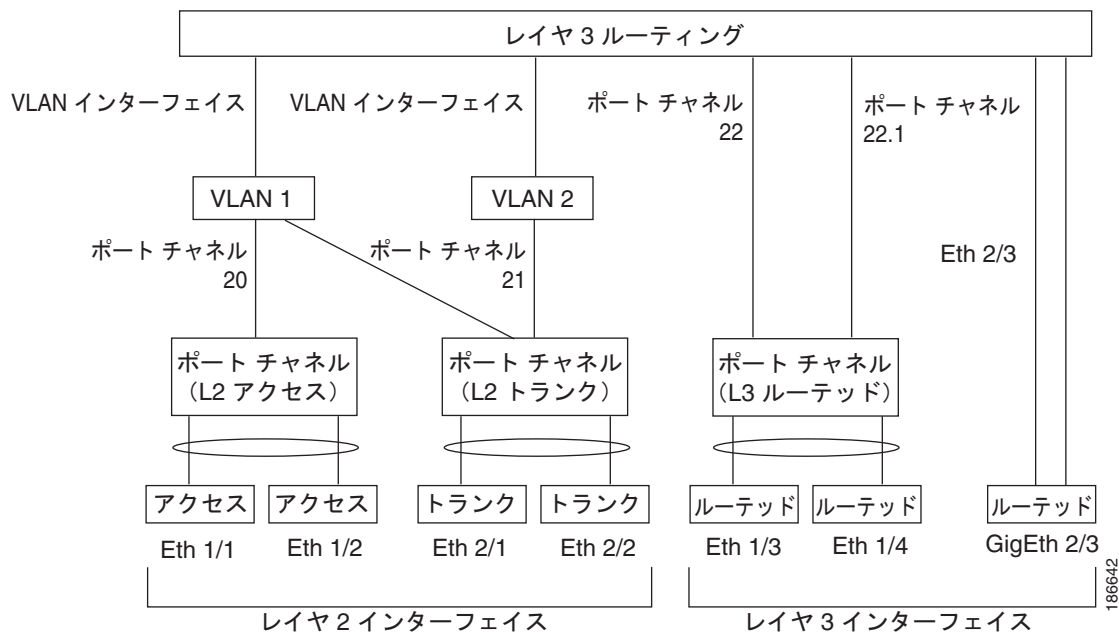 レイヤ 3 ルーティング
VLAN インターフェイス
VLAN インターフェイス
ポート チャネル
22
ポート チャネル
22.1
VLAN 1
VLAN 2
ポート チャネル
20
ポート チャネル
21
Eth 2/3
ポート チャネル
(L2 アクセス)
ポート チャネル
(L2 トランク)
ポート チャネル
(L3 ルーテッド)
アクセス
アクセス
トランク
トランク
ルーテッド
ルーテッド
ルーテッド
Eth 1/1
Eth 1/2
Eth 2/1
Eth 2/2
Eth 1/3
Eth 1/4
GigEth 2/3
レイヤ 2 インターフェイス
レイヤ 3 インターフェイス
186642